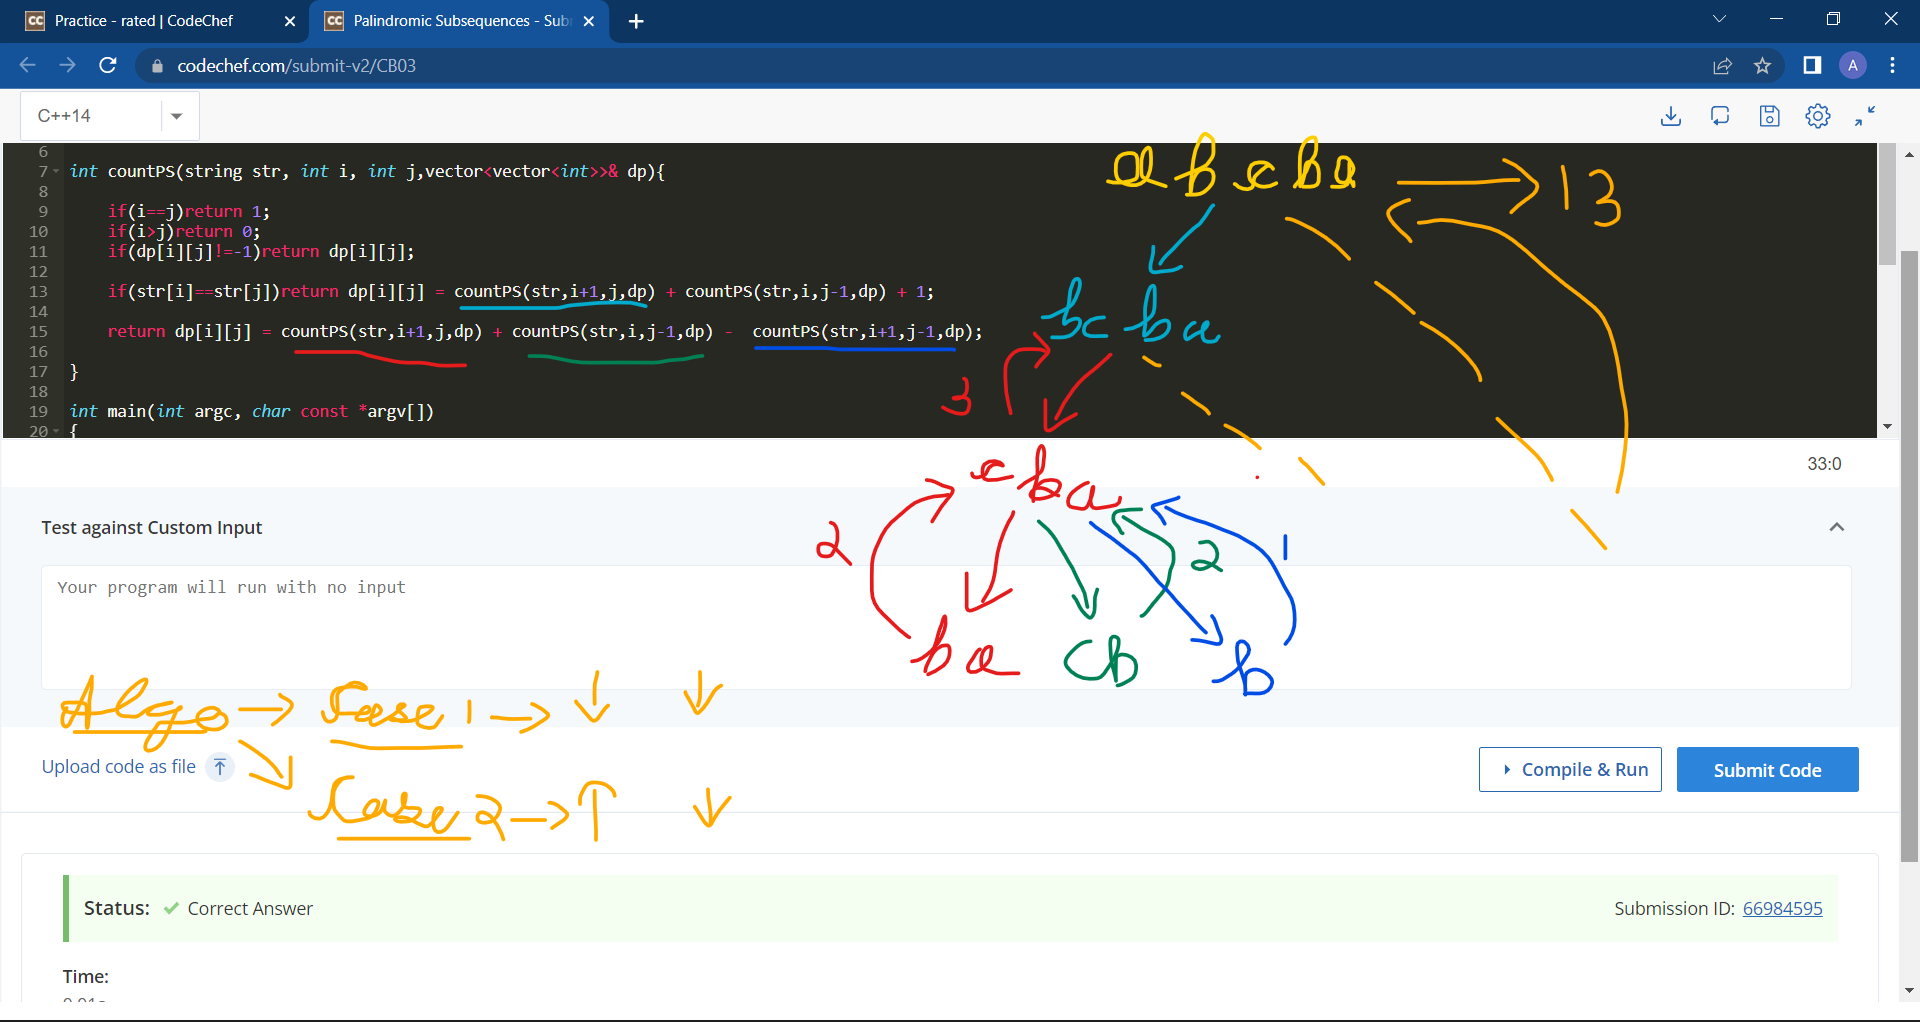 Practice - rated | CodeChef
Palindromic Subsequences - Sub
codechef.com/submit-v2/CB03
A
C++14
6
7 int countPS(string str, int i, int j,vector<vector<int>>& dp){
8
9 if(i==j)return 1;
10 if(i>j)return 0;
11 if(dp[i][j]!=-1)return dp[i][j];
12
13 if(str[i]==str[j])return dp[i][j] = countPS(str,i+1,j,dp) + countPS(str,i,j-1,dp) + 1;
14
15 return dp[i][j] = countPS(str,i+1,j,dp) + countPS(str,i,j-1,dp) - countPS(str,i+1,j-1,dp);
16
17 }
18
19 int main(int argc, char const *argv[])
20 {
a b c b a → 13
b c b a
3
c b a
2 2 1
b a cb b
33:0
Test against Custom Input
Your program will run with no input
Algo → Case 1 → ↓ ↓
Case 2 → ↑ ↓
Upload code as file
Compile & Run
Submit Code
Status: ✓ Correct Answer
Submission ID: 66984595
Time: